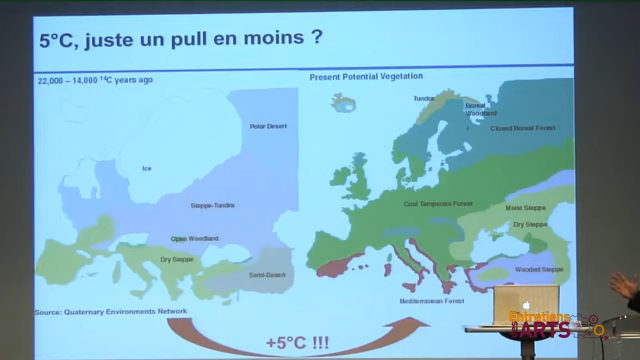 5°C, juste un pull en moins ?
22,000 – 14,000 ¹⁴C years ago
Present Potential Vegetation
Polar Desert
Ice
Steppe-Tundra
Open Woodland
Dry Steppe
Semi-Desert
Tundra
Boreal
Woodland
Closed Boreal Forest
Cool Temperate Forest
Moist Steppe
Dry Steppe
Wooded Steppe
Mediterranean Forest
Source: Quaternary Environments Network
+5°C !!!
Entretiens
ARTS